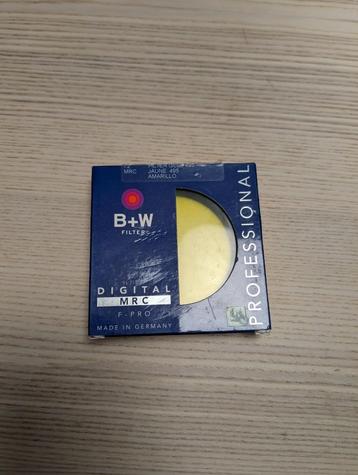 MRC
JAUNE 495
AMARILLO
B+W
FILTER
DIGITAL
MRC
F-PRO
MADE IN GERMANY
PROFESSIONAL